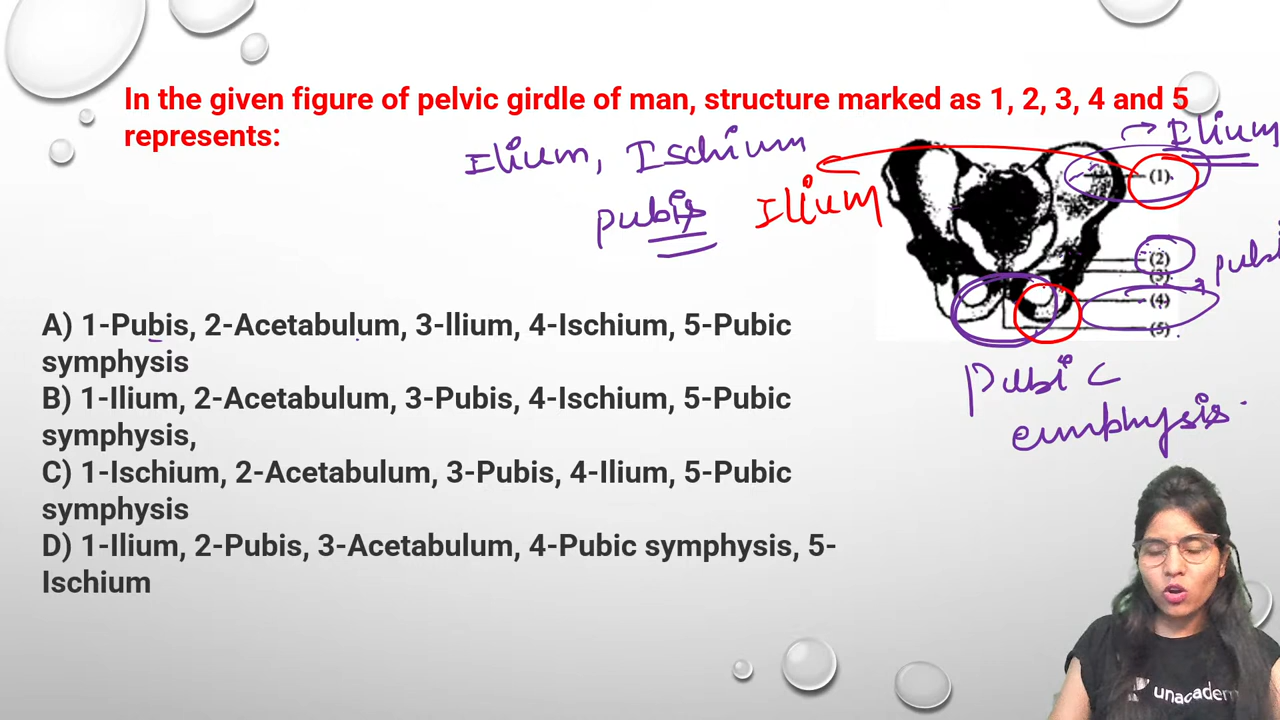 In the given figure of pelvic girdle of man, structure marked as 1, 2, 3, 4 and 5
represents:
Ilium
Ilium, Ischium
pubis
Ilium
(1)
(2)
(3)
pubi
(4)
(5)
A) 1-Pubis, 2-Acetabulum, 3-llium, 4-Ischium, 5-Pubic
symphysis
B) 1-Ilium, 2-Acetabulum, 3-Pubis, 4-Ischium, 5-Pubic
symphysis,
C) 1-Ischium, 2-Acetabulum, 3-Pubis, 4-Ilium, 5-Pubic
symphysis
D) 1-Ilium, 2-Pubis, 3-Acetabulum, 4-Pubic symphysis, 5-
Ischium
Pubic
eumphysis
unacadem